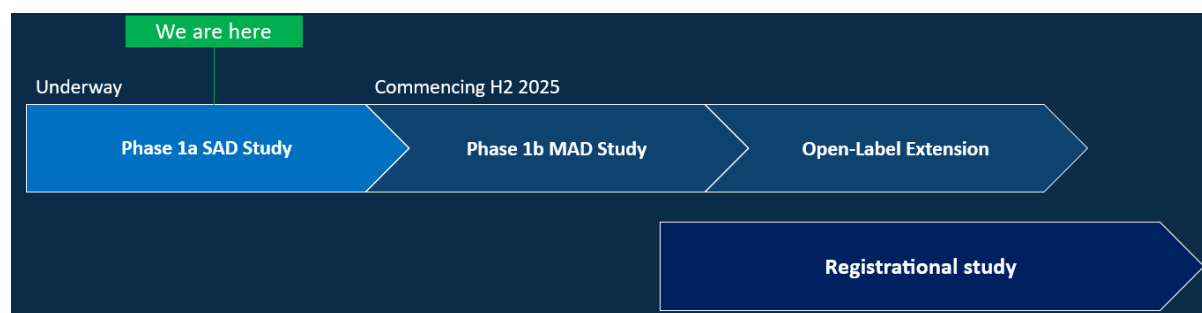 We are here
Underway
Commencing H2 2025
Phase 1a SAD Study
Phase 1b MAD Study
Open-Label Extension
Registrational study